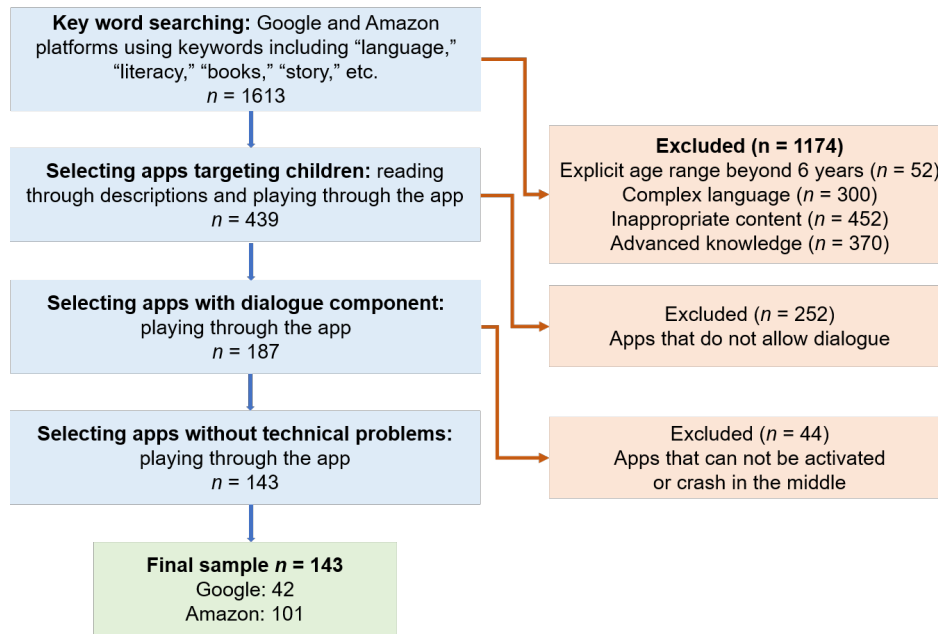 Key word searching: Google and Amazon
platforms using keywords including “language,”
“literacy,” “books,” “story,” etc.
n = 1613
Selecting apps targeting children: reading
through descriptions and playing through the app
n = 439
Selecting apps with dialogue component:
playing through the app
n = 187
Selecting apps without technical problems:
playing through the app
n = 143
Final sample n = 143
Google: 42
Amazon: 101
Excluded (n = 1174)
Explicit age range beyond 6 years (n = 52)
Complex language (n = 300)
Inappropriate content (n = 452)
Advanced knowledge (n = 370)
Excluded (n = 252)
Apps that do not allow dialogue
Excluded (n = 44)
Apps that can not be activated
or crash in the middle